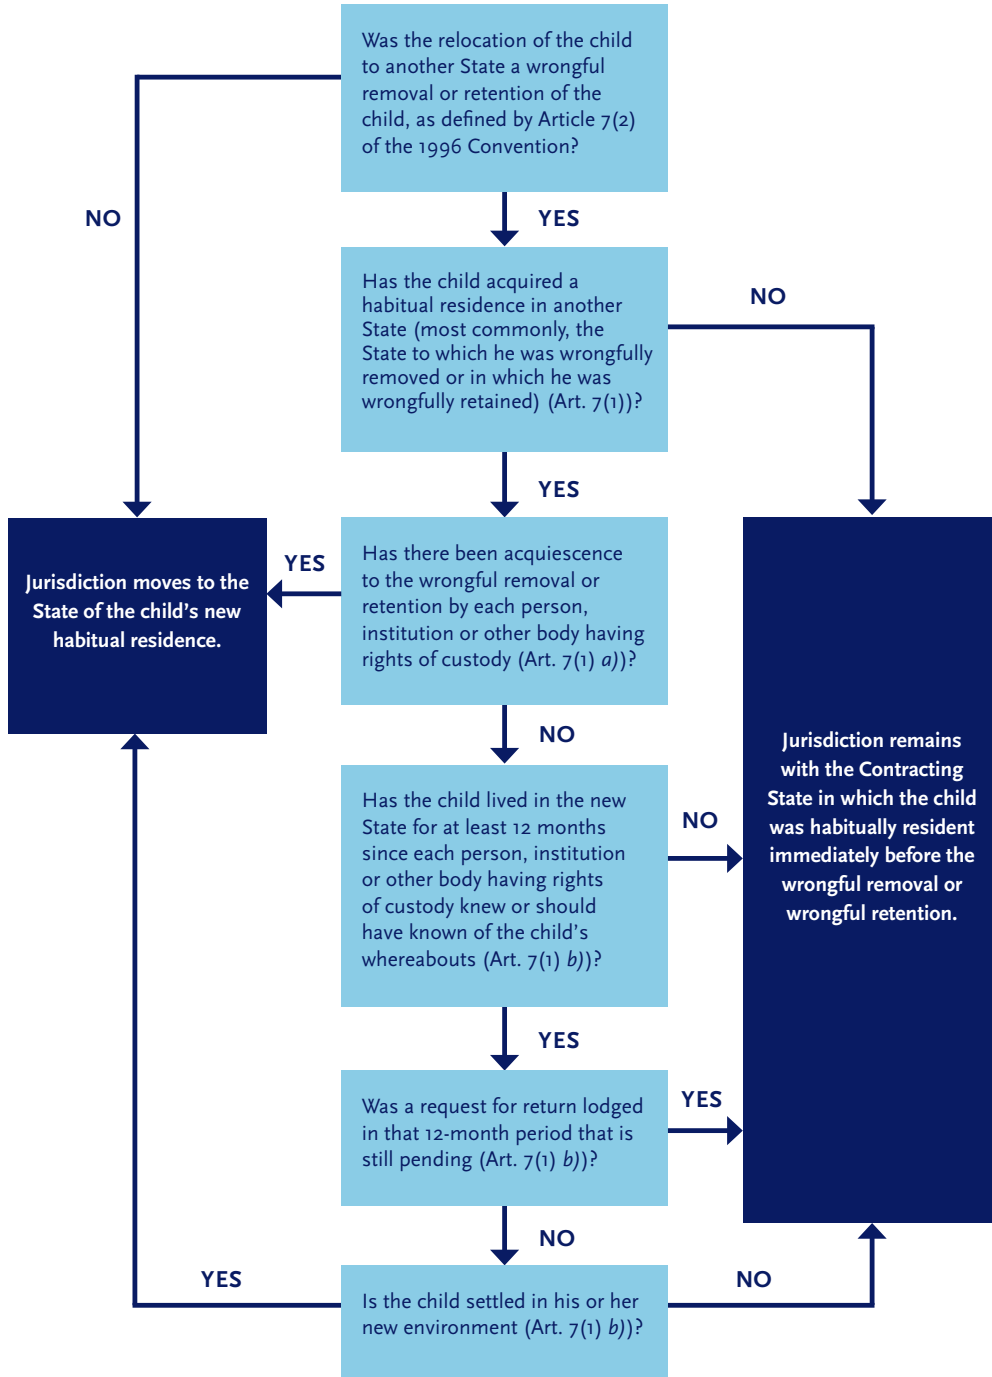 Was the relocation of the child
to another State a wrongful
removal or retention of the
child, as defined by Article 7(2)
of the 1996 Convention?
NO
YES
Has the child acquired a
habitual residence in another
State (most commonly, the
State to which he was wrongfully
removed or in which he was
wrongfully retained) (Art. 7(1))?
NO
YES
Jurisdiction moves to the
State of the child's new
habitual residence.
YES
Has there been acquiescence
to the wrongful removal or
retention by each person,
institution or other body having
rights of custody (Art. 7(1) a))?
NO
Jurisdiction remains
with the Contracting
State in which the child
was habitually resident
immediately before the
wrongful removal or
wrongful retention.
Has the child lived in the new
State for at least 12 months
since each person, institution
or other body having rights
of custody knew or should
have known of the child's
whereabouts (Art. 7(1) b))?
NO
YES
Was a request for return lodged
in that 12-month period that is
still pending (Art. 7(1) b))?
YES
NO
YES
Is the child settled in his or her
new environment (Art. 7(1) b))?
NO